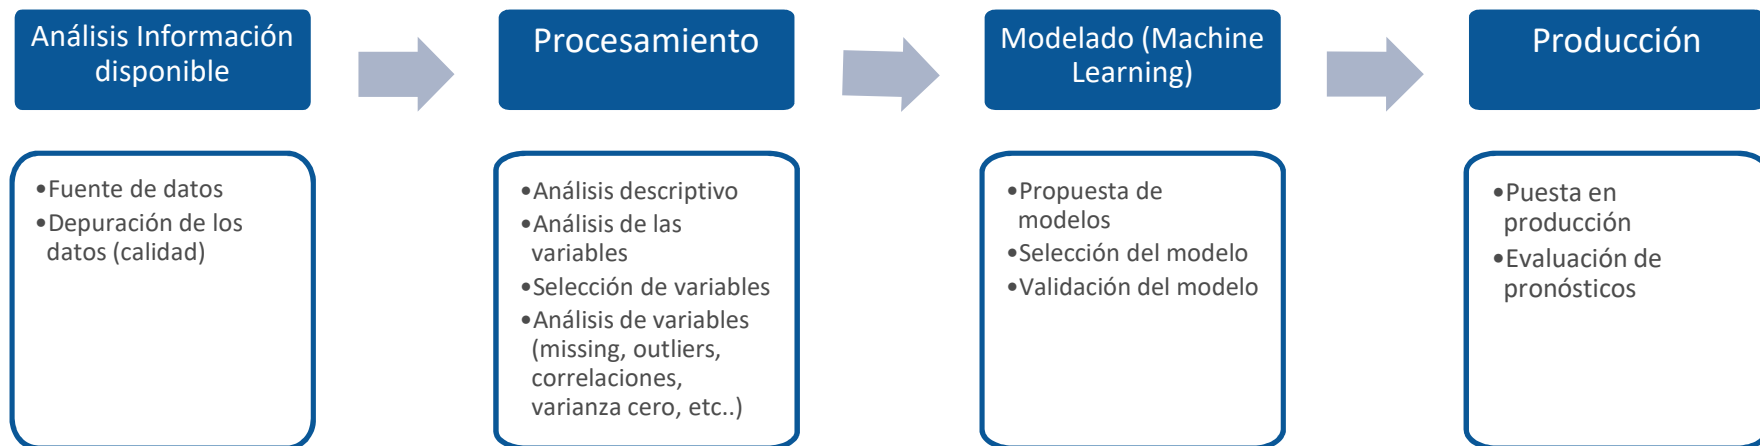 Análisis Información
disponible
•Fuente de datos
•Depuración de los
datos (calidad)
Procesamiento
•Análisis descriptivo
•Análisis de las
variables
•Selección de variables
•Análisis de variables
(missing, outliers,
correlaciones,
varianza cero, etc..)
Modelado (Machine
Learning)
•Propuesta de
modelos
•Selección del modelo
•Validación del modelo
Producción
•Puesta en
producción
•Evaluación de
pronósticos